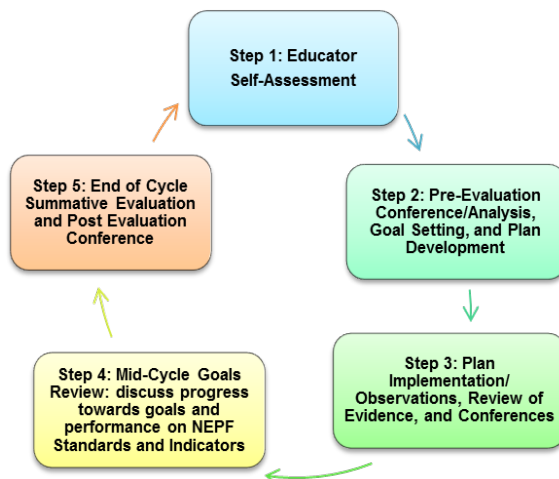 Step 1: Educator
Self-Assessment
Step 2: Pre-Evaluation
Conference/Analysis,
Goal Setting, and Plan
Development
Step 3: Plan
Implementation/
Observations, Review of
Evidence, and Conferences
Step 4: Mid-Cycle Goals
Review: discuss progress
towards goals and
performance on NEPF
Standards and Indicators
Step 5: End of Cycle
Summative Evaluation
and Post Evaluation
Conference